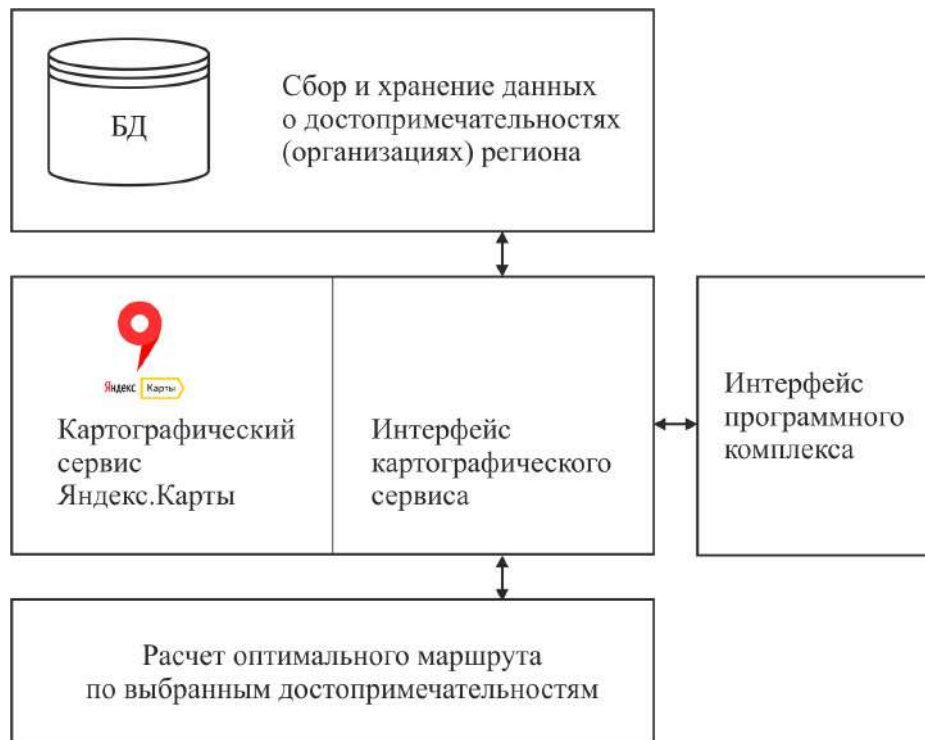 БД
Сбор и хранение данных
о достопримечательностях
(организациях) региона
Яндекс Карты
Картографический
сервис
Яндекс.Карты
Интерфейс
картографического
сервиса
Интерфейс
программного
комплекса
Расчет оптимального маршрута
по выбранным достопримечательностям